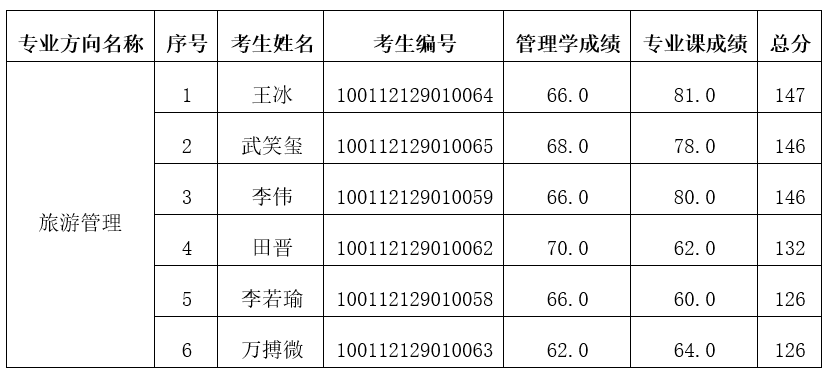 专业方向名称 序号 考生姓名 考生编号 管理学成绩 专业课成绩 总分
1 王冰 100112129010064 66.0 81.0 147
2 武笑玺 100112129010065 68.0 78.0 146
3 李伟 100112129010059 66.0 80.0 146
旅游管理
4 田晋 100112129010062 70.0 62.0 132
5 李若瑜 100112129010058 66.0 60.0 126
6 万搏微 100112129010063 62.0 64.0 126